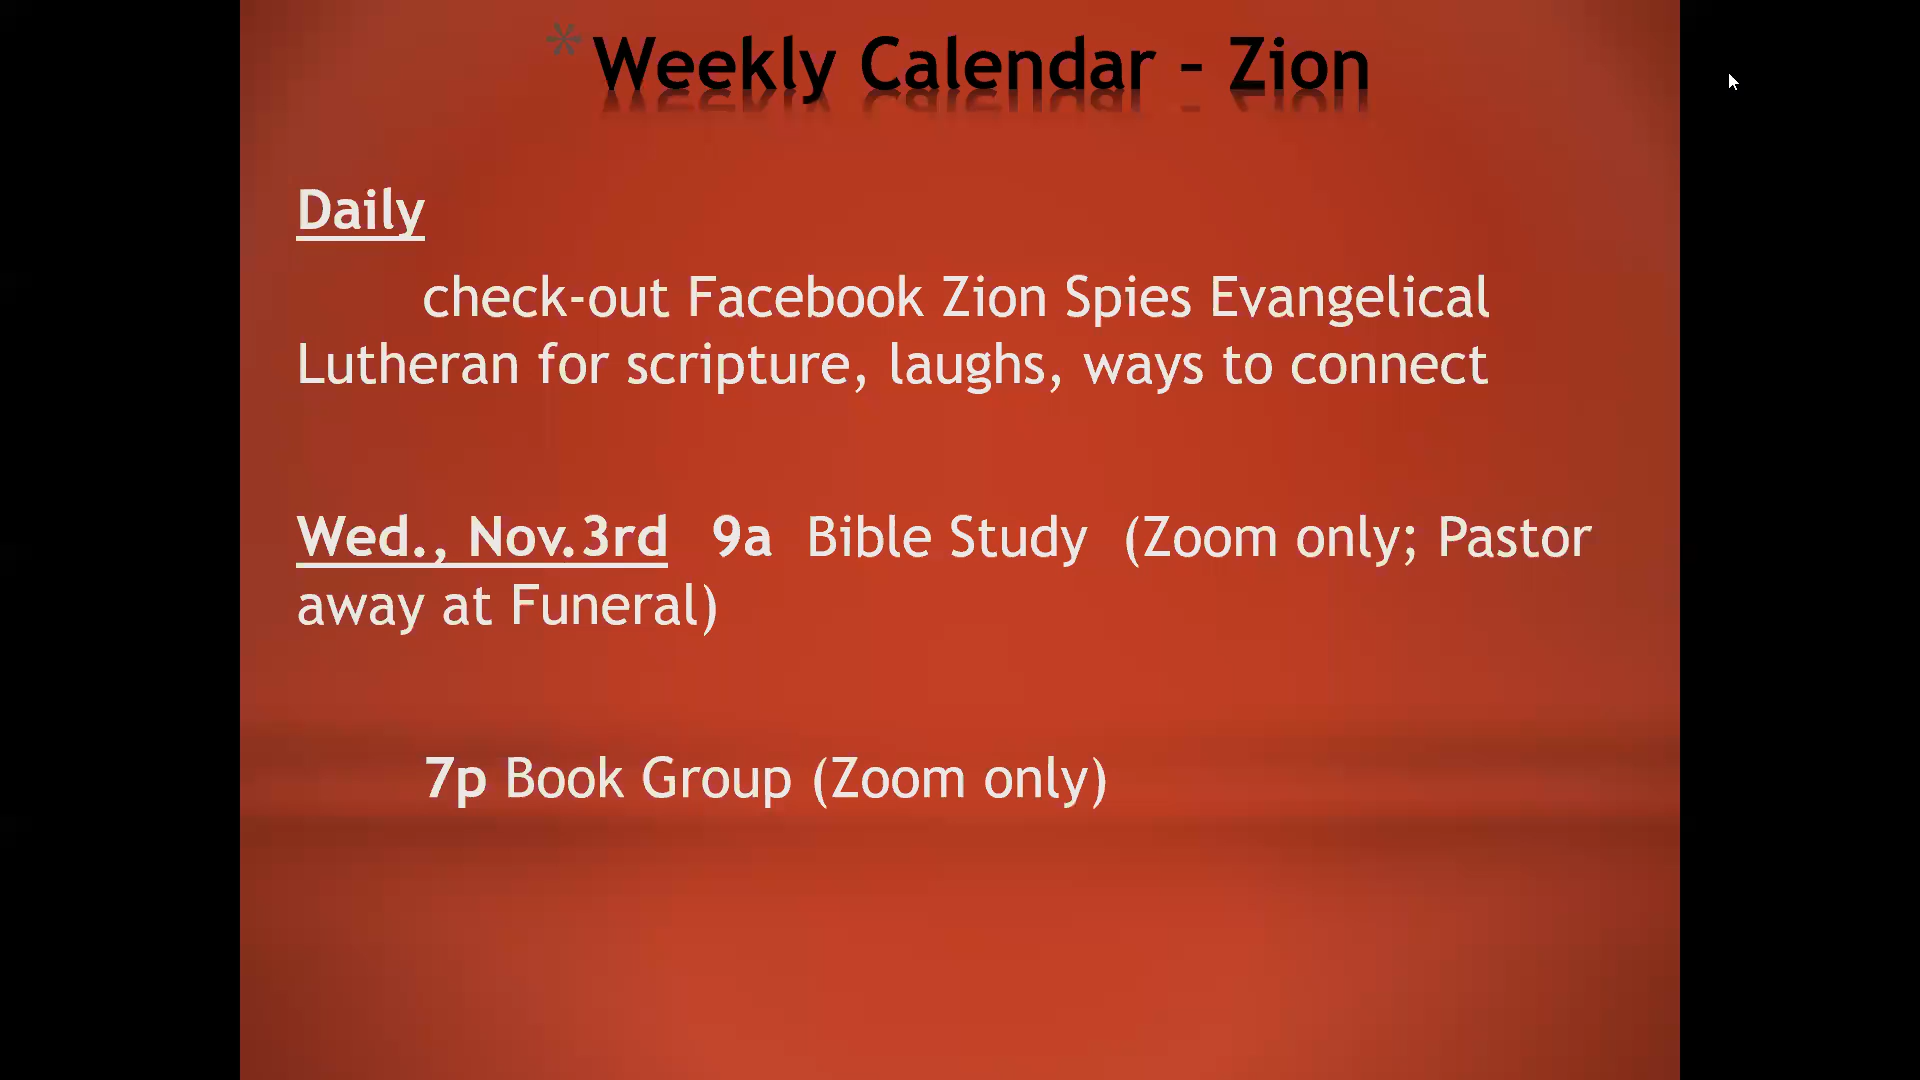 * Weekly Calendar – Zion
Daily
check-out Facebook Zion Spies Evangelical
Lutheran for scripture, laughs, ways to connect
Wed., Nov.3rd 9a Bible Study (Zoom only; Pastor
away at Funeral)
7p Book Group (Zoom only)